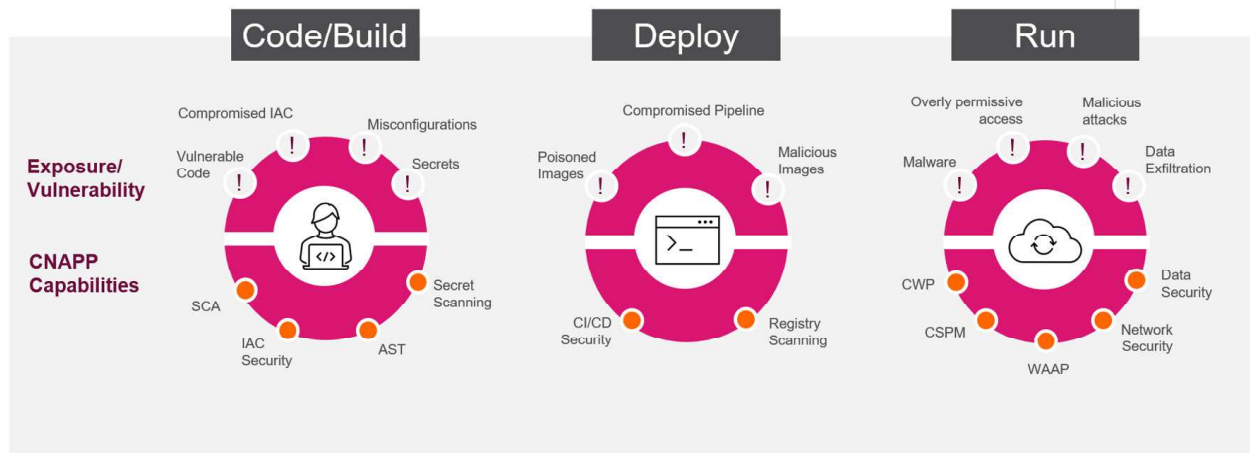 Code/Build
Deploy
Run
Exposure/
Vulnerability
CNAPP
Capabilities
Compromised IAC
Misconfigurations
Vulnerable
Code
Secrets
</>
SCA
IAC
Security
AST
Secret
Scanning
Compromised Pipeline
Poisoned
Images
Malicious
Images
>_
CI/CD
Security
Registry
Scanning
Overly permissive
access
Malicious
attacks
Malware
Data
Exfiltration
CWP
CSPM
WAAP
Network
Security
Data
Security